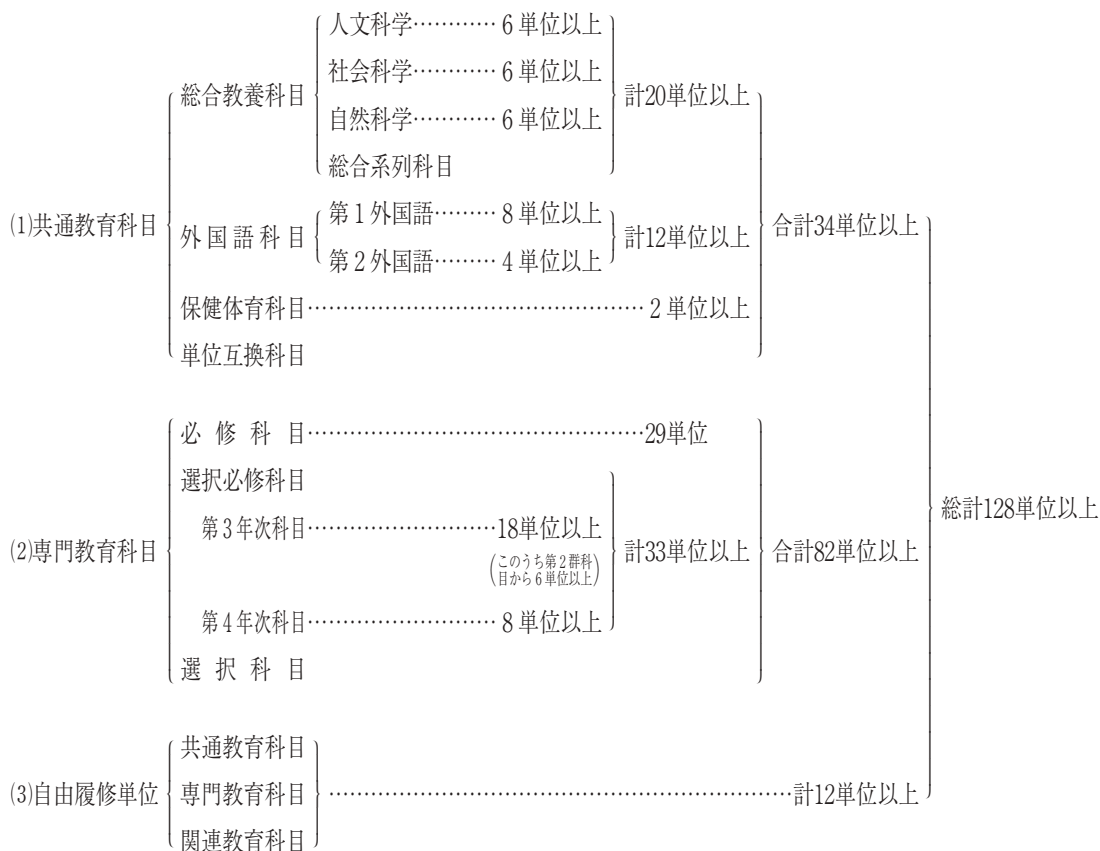 人文科学…………6単位以上
社会科学…………6単位以上
総合教養科目 計20単位以上
自然科学…………6単位以上
総合系列科目
第1外国語………8単位以上
(1)共通教育科目 外国語科目 計12単位以上 合計34単位以上
第2外国語………4単位以上
保健体育科目……………………………………2単位以上
単位互換科目
必修科目……………………………………29単位
選択必修科目
第3年次科目……………………18単位以上
総計128単位以上
(2)専門教育科目 (このうち第2群科目から6単位以上) 計33単位以上 合計82単位以上
第4年次科目……………………8単位以上
選択科目
共通教育科目
(3)自由履修単位 専門教育科目……………………………………………………計12単位以上
関連教育科目